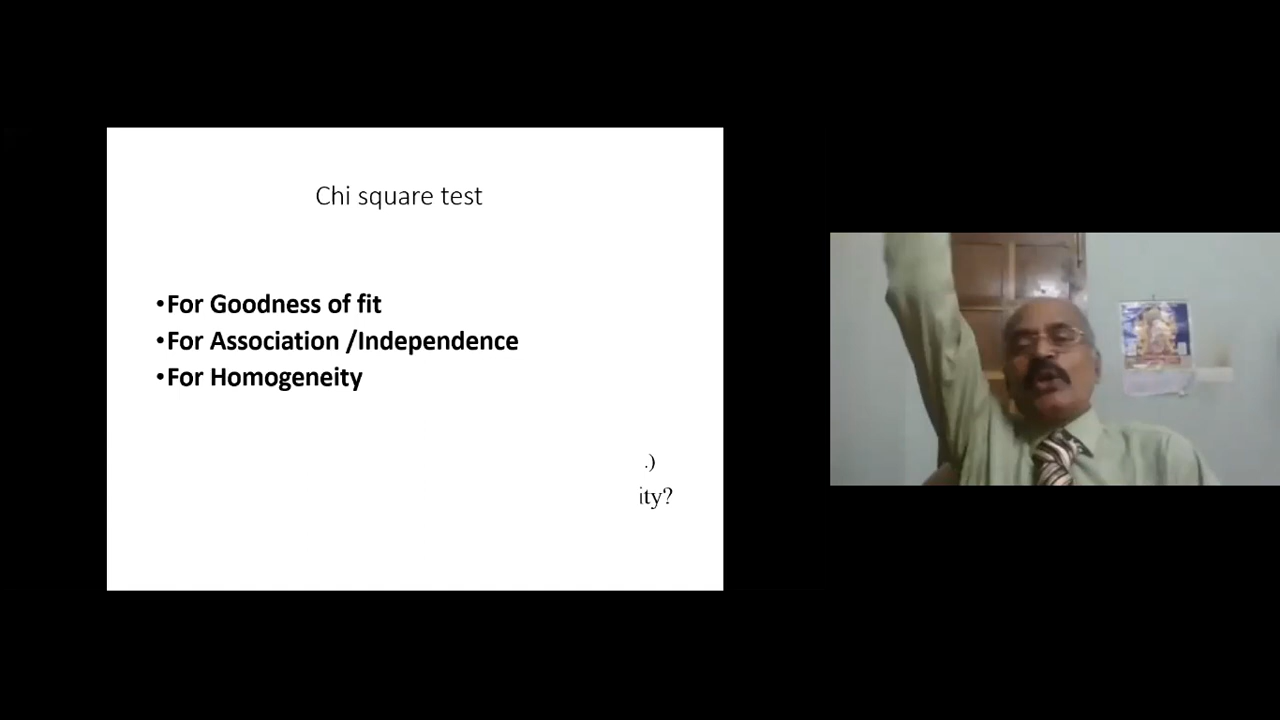 Chi square test
•For Goodness of fit
•For Association /Independence
•For Homogeneity
.)
ity?